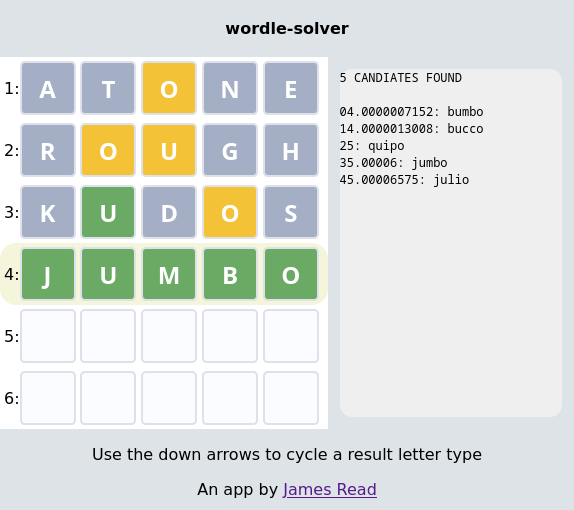 wordle-solver
1: A T O N E
2: R O U G H
3: K U D O S
4: J U M B O
5:
6:
5 CANDIATES FOUND
04.0000007152: bumbo
14.0000013008: bucco
25: quipo
35.00006: jumbo
45.00006575: julio
Use the down arrows to cycle a result letter type
An app by James Read